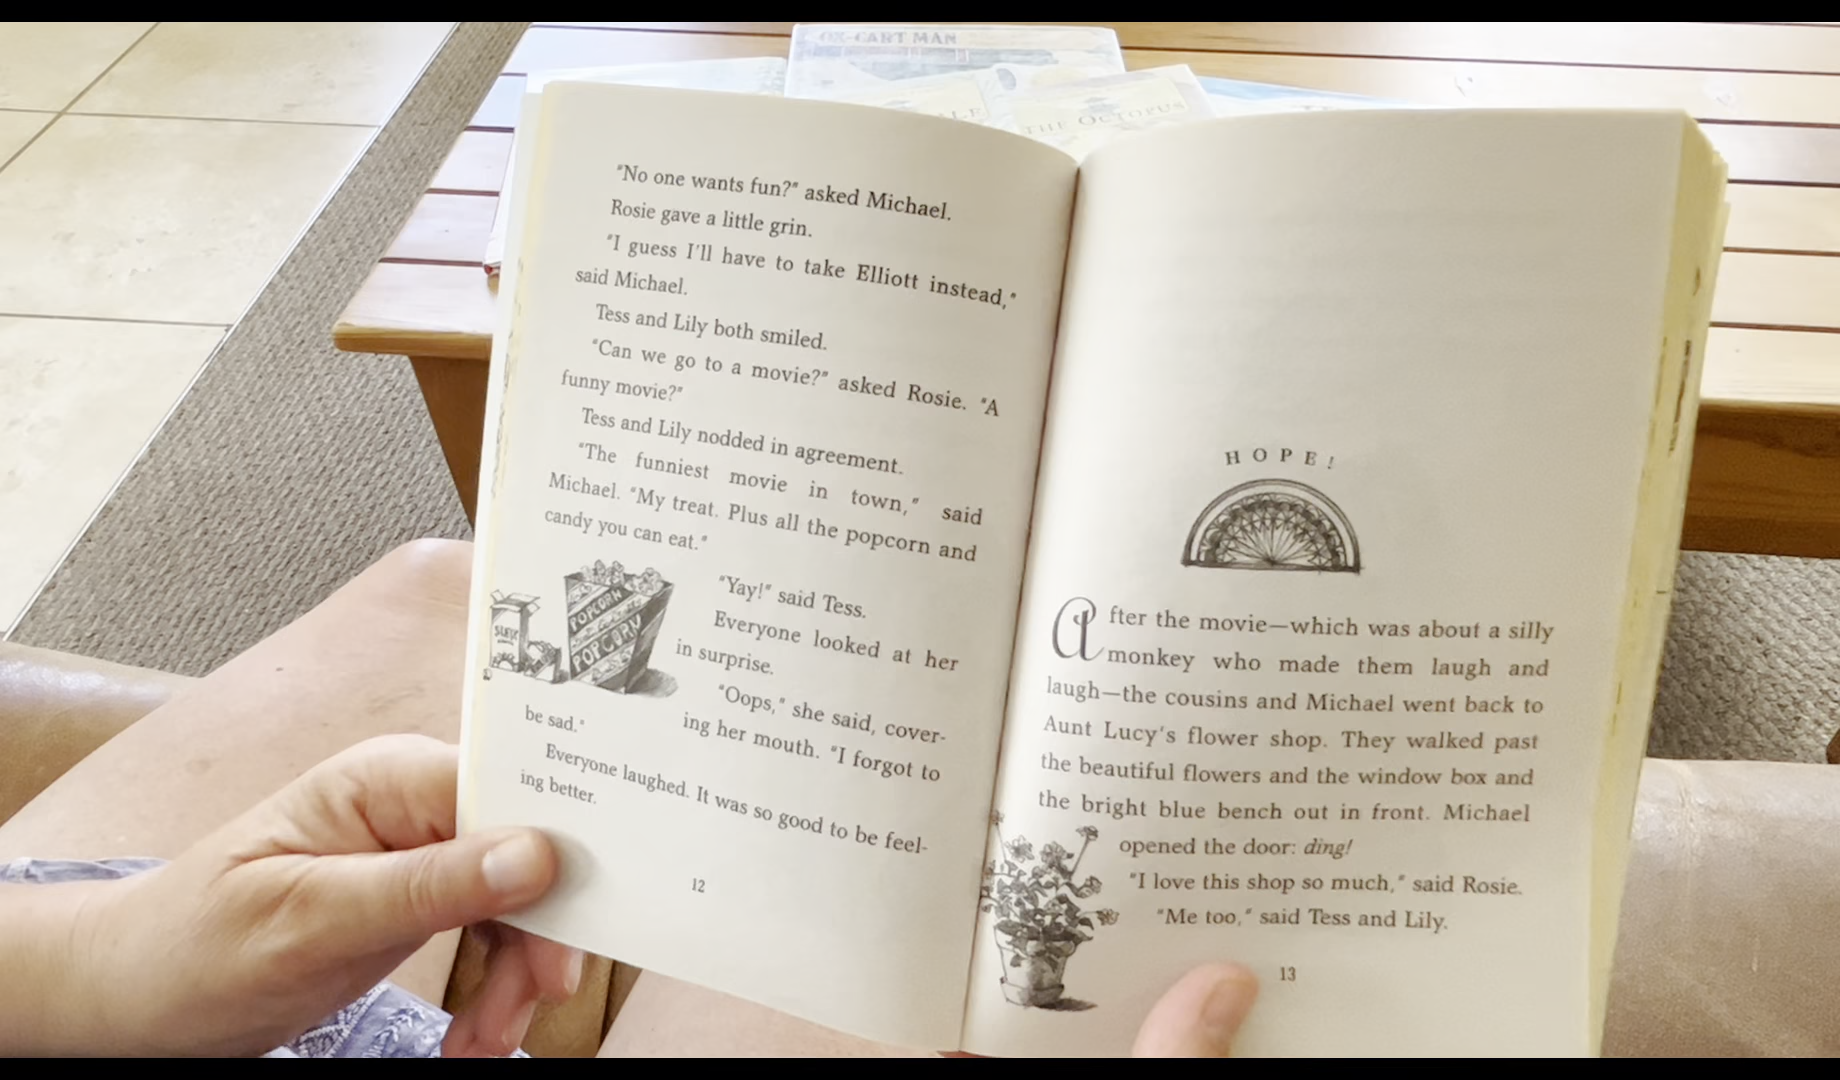 OX-CART MAN
THE OCTOPUS
"No one wants fun?" asked Michael.
Rosie gave a little grin.
"I guess I'll have to take Elliott instead,"
said Michael.
Tess and Lily both smiled.
"Can we go to a movie?" asked Rosie. "A
funny movie?"
Tess and Lily nodded in agreement.
"The funniest movie in town," said
Michael. "My treat. Plus all the popcorn and
candy you can eat."
POPCORN
POPCORN
"Yay!" said Tess.
Everyone looked at her
in surprise.
"Oops," she said, cover-
ing her mouth. "I forgot to
be sad."
Everyone laughed. It was so good to be feel-
ing better.
12
HOPE!
After the movie—which was about a silly
monkey who made them laugh and
laugh—the cousins and Michael went back to
Aunt Lucy's flower shop. They walked past
the beautiful flowers and the window box and
the bright blue bench out in front. Michael
opened the door: ding!
"I love this shop so much," said Rosie.
"Me too," said Tess and Lily.
13